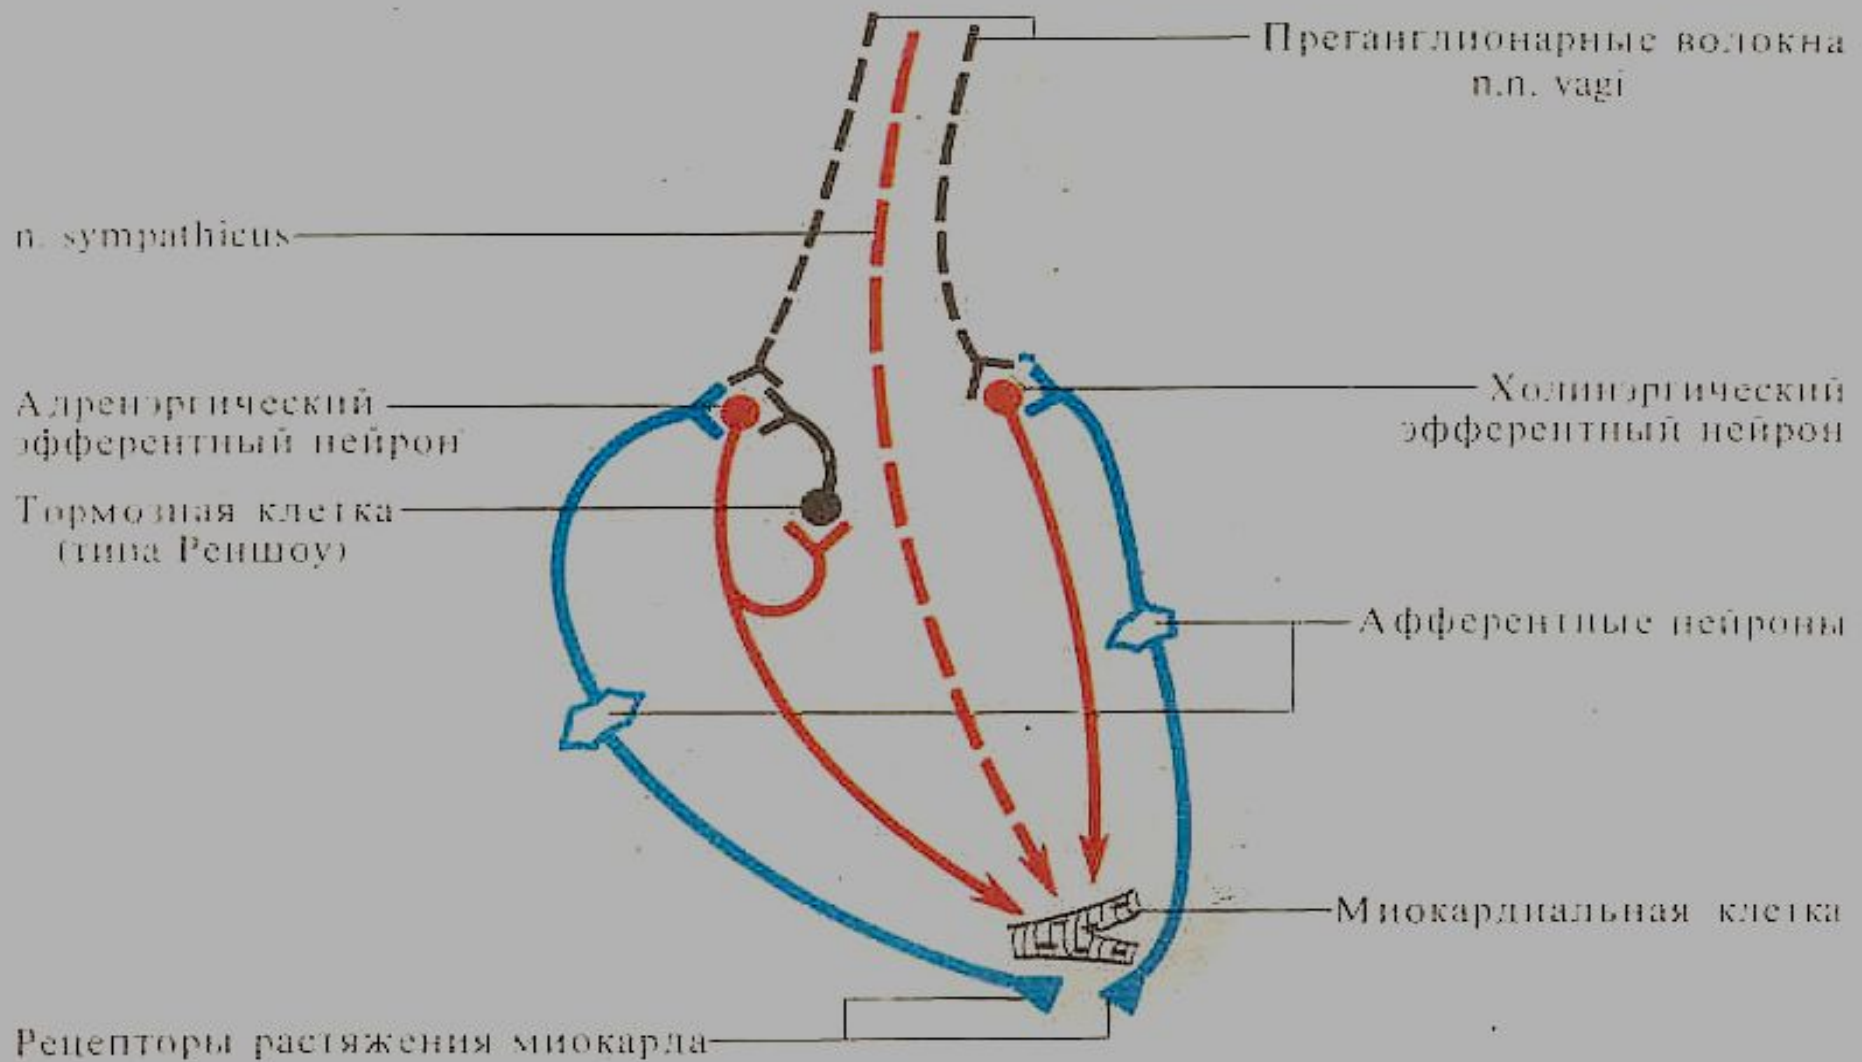 Преганглионарные волокна
n.n. vagi
n. sympathicus
Адренэргический
эфферентный нейрон
Холинэргический
эфферентный нейрон
Тормозная клетка
(типа Реншоу)
Афферентные нейроны
Миокардиальная клетка
Рецепторы растяжения миокарда